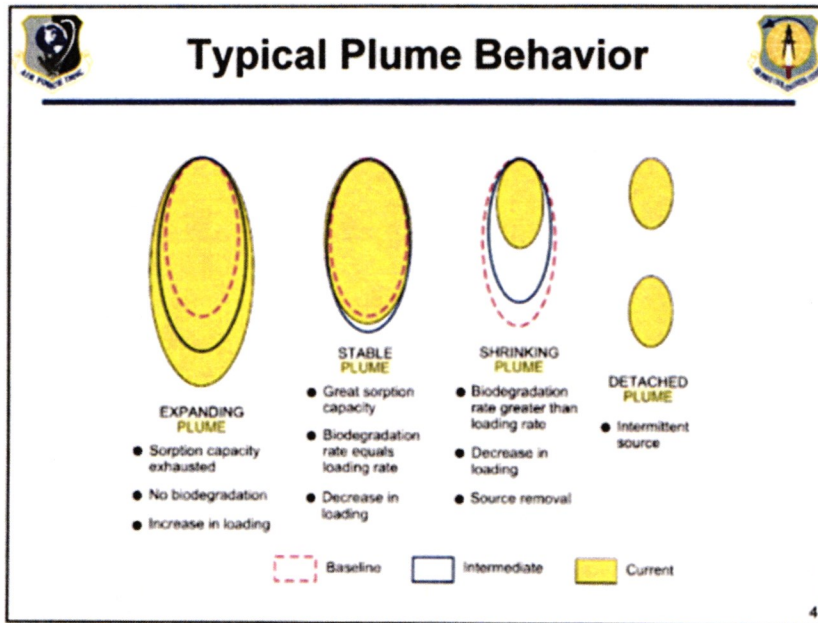 Typical Plume Behavior
AIR FORCE
EXPANDING
PLUME
● Sorption capacity
exhausted
● No biodegradation
● Increase in loading
STABLE
PLUME
● Great sorption
capacity
● Biodegradation
rate equals
loading rate
● Decrease in
loading
SHRINKING
PLUME
● Biodegradation
rate greater than
loading rate
● Decrease in
loading
● Source removal
DETACHED
PLUME
● Intermittent
source
Baseline
Intermediate
Current
4